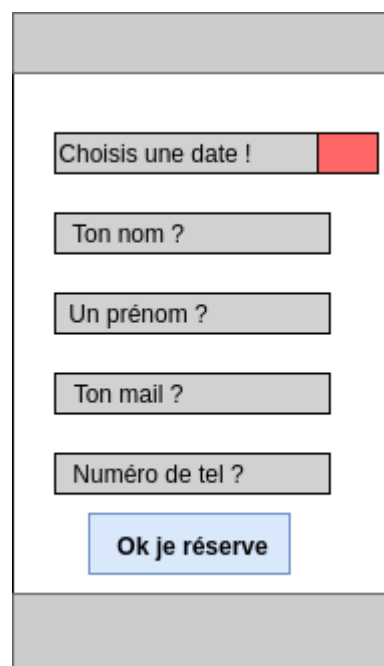 Choisis une date !
Ton nom ?
Un prénom ?
Ton mail ?
Numéro de tel ?
Ok je réserve